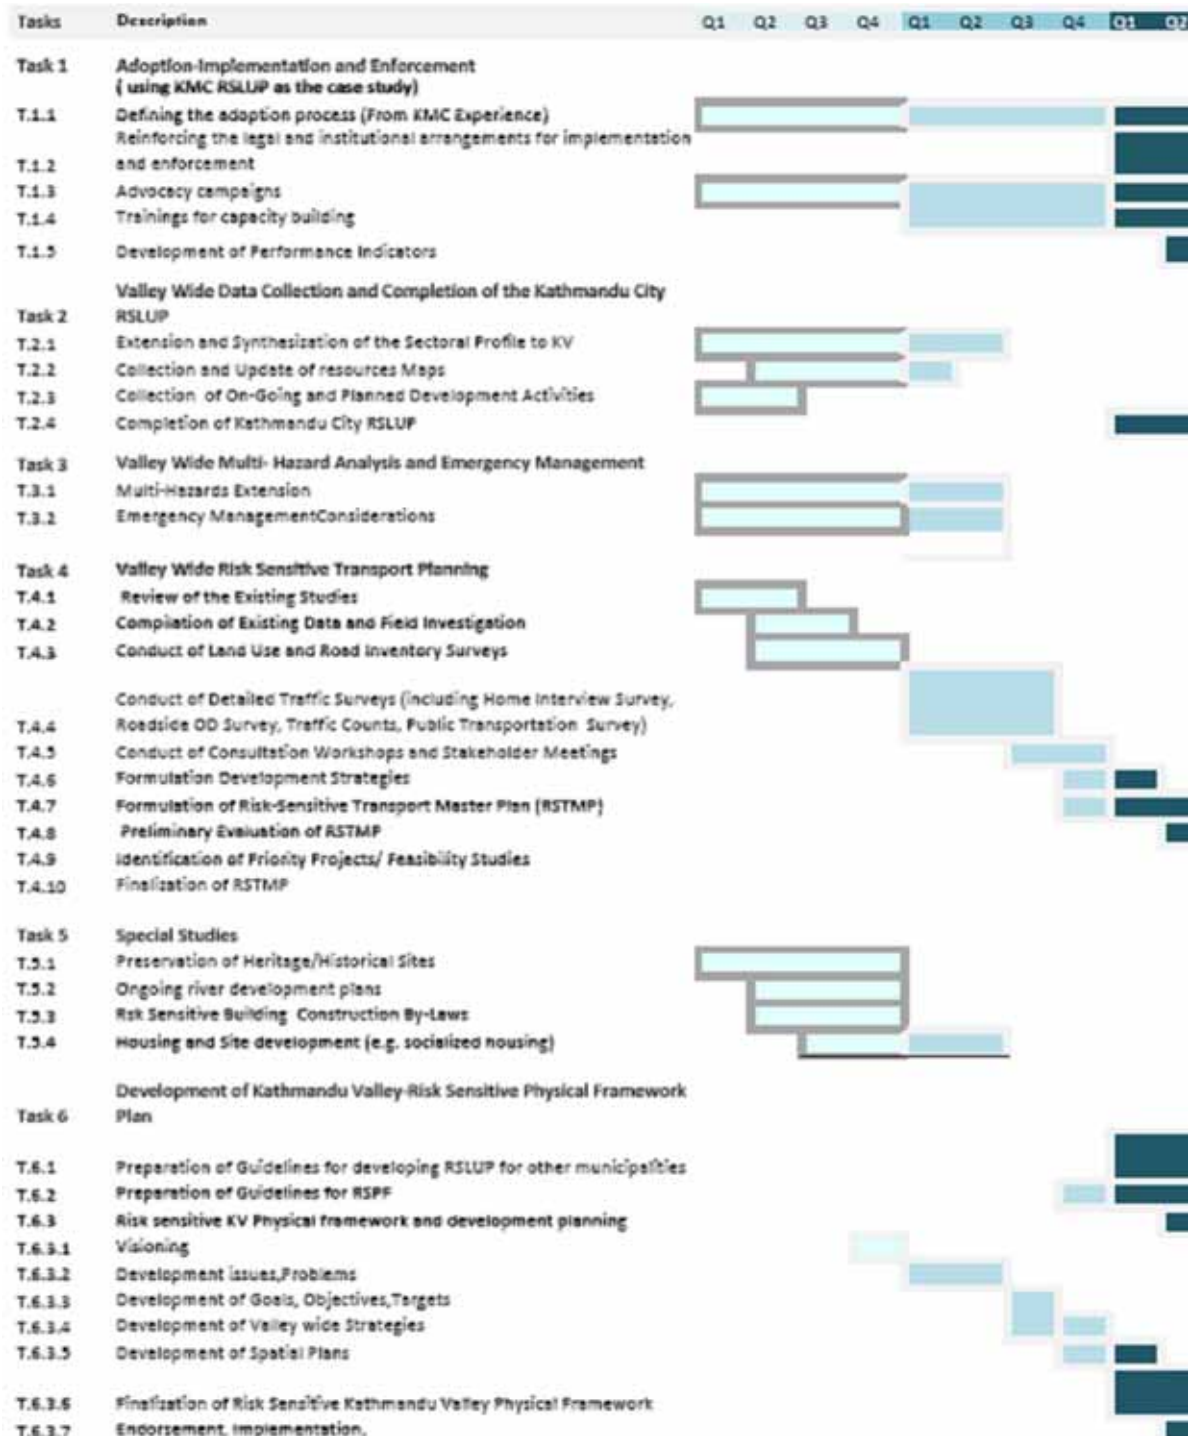 Tasks Description Q1 Q2 Q3 Q4 Q1 Q2 Q3 Q4 Q1 Q2
Task 1 Adoption-Implementation and Enforcement
( using KMC RSLUP as the case study)
T.1.1 Defining the adoption process (From KMC Experience)
Reinforcing the legal and institutional arrangements for implementation
T.1.2 and enforcement
T.1.3 Advocacy campaigns
T.1.4 Trainings for capacity building
T.1.5 Development of Performance Indicators
Valley Wide Data Collection and Completion of the Kathmandu City
Task 2 RSLUP
T.2.1 Extension and Synthesization of the Sectoral Profile to KV
T.2.2 Collection and Update of resources Maps
T.2.3 Collection of On-Going and Planned Development Activities
T.2.4 Completion of Kathmandu City RSLUP
Task 3 Valley Wide Multi- Hazard Analysis and Emergency Management
T.3.1 Multi-Hazards Extension
T.3.2 Emergency ManagementConsiderations
Task 4 Valley Wide Risk Sensitive Transport Planning
T.4.1 Review of the Existing Studies
T.4.2 Compilation of Existing Data and Field Investigation
T.4.3 Conduct of Land Use and Road Inventory Surveys
Conduct of Detailed Traffic Surveys (including Home Interview Survey,
T.4.4 Roadside OD Survey, Traffic Counts, Public Transportation Survey)
T.4.5 Conduct of Consultation Workshops and Stakeholder Meetings
T.4.6 Formulation Development Strategies
T.4.7 Formulation of Risk-Sensitive Transport Master Plan (RSTMP)
T.4.8 Preliminary Evaluation of RSTMP
T.4.9 Identification of Priority Projects/ Feasibility Studies
T.4.10 Finalization of RSTMP
Task 5 Special Studies
T.5.1 Preservation of Heritage/Historical Sites
T.5.2 Ongoing river development plans
T.5.3 Rsk Sensitive Building Construction By-Laws
T.5.4 Housing and Site development (e.g. socialized housing)
Development of Kathmandu Valley-Risk Sensitive Physical Framework
Task 6 Plan
T.6.1 Preparation of Guidelines for developing RSLUP for other municipalities
T.6.2 Preparation of Guidelines for RSPF
T.6.3 Risk sensitive KV Physical framework and development planning
T.6.3.1 Visioning
T.6.3.2 Development issues,Problems
T.6.3.3 Development of Goals, Objectives,Targets
T.6.3.4 Development of Valley wide Strategies
T.6.3.5 Development of Spatial Plans
T.6.3.6 Finalization of Risk Sensitive Kathmandu Valley Physical Framework
T.6.3.7 Endorsement, Implementation,